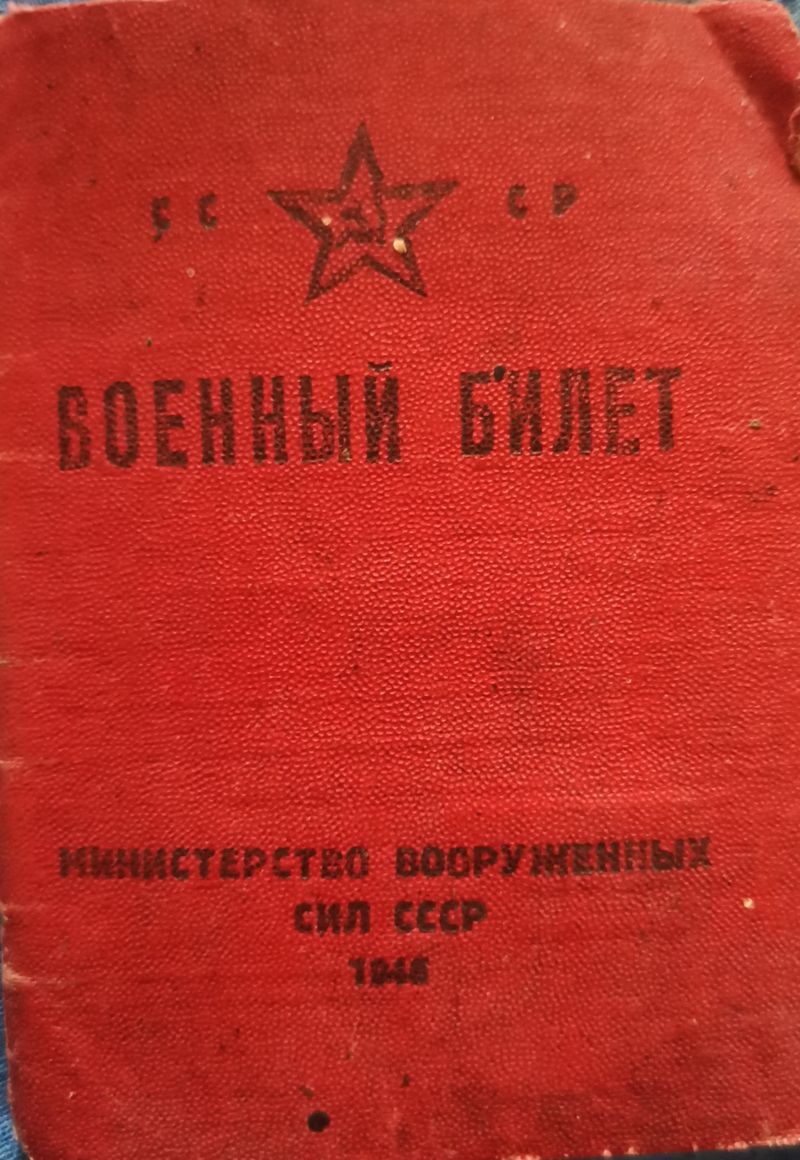 СС СР
ВОЕННЫЙ БИЛЕТ
МИНИСТЕРСТВО ВООРУЖЕННЫХ
СИЛ СССР
1946